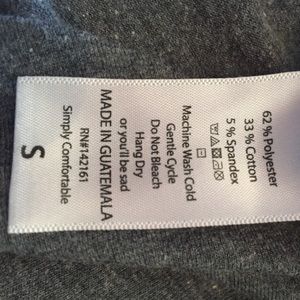 62 % Polyester
33 % Cotton
5 % Spandex
Machine Wash Cold
Gentle Cycle
Do Not Bleach
Hang Dry
or you'll be sad
MADE IN GUATEMALA
RN#142161
Simply Comfortable
S